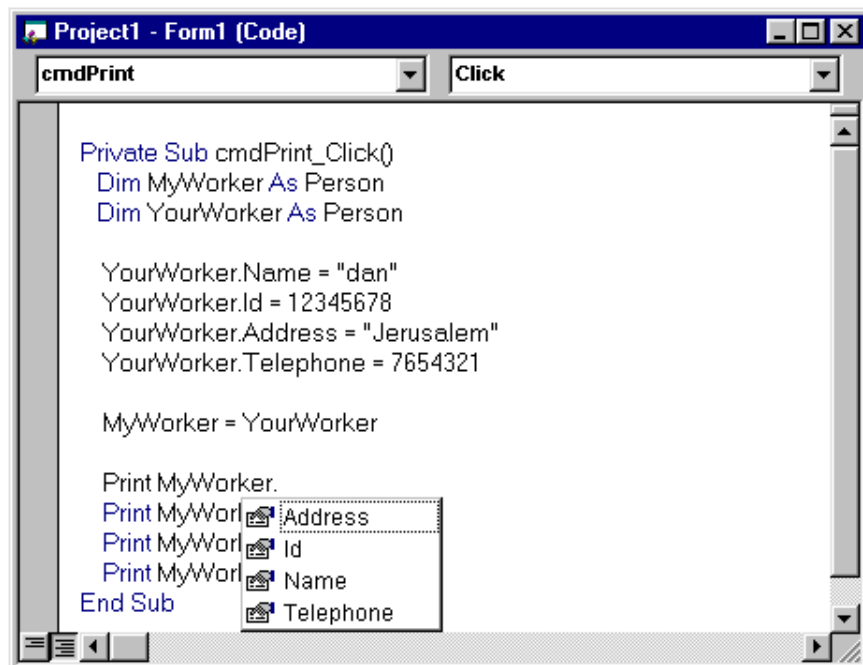 Project1 - Form1 (Code)
cmdPrint
Click
Private Sub cmdPrint_Click()
Dim MyWorker As Person
Dim YourWorker As Person
YourWorker.Name = "dan"
YourWorker.Id = 12345678
YourWorker.Address = "Jerusalem"
YourWorker.Telephone = 7654321
MyWorker = YourWorker
Print MyWorker.
Print MyWorl
Print MyWorl
Print MyWorl
End Sub
Address
Id
Name
Telephone